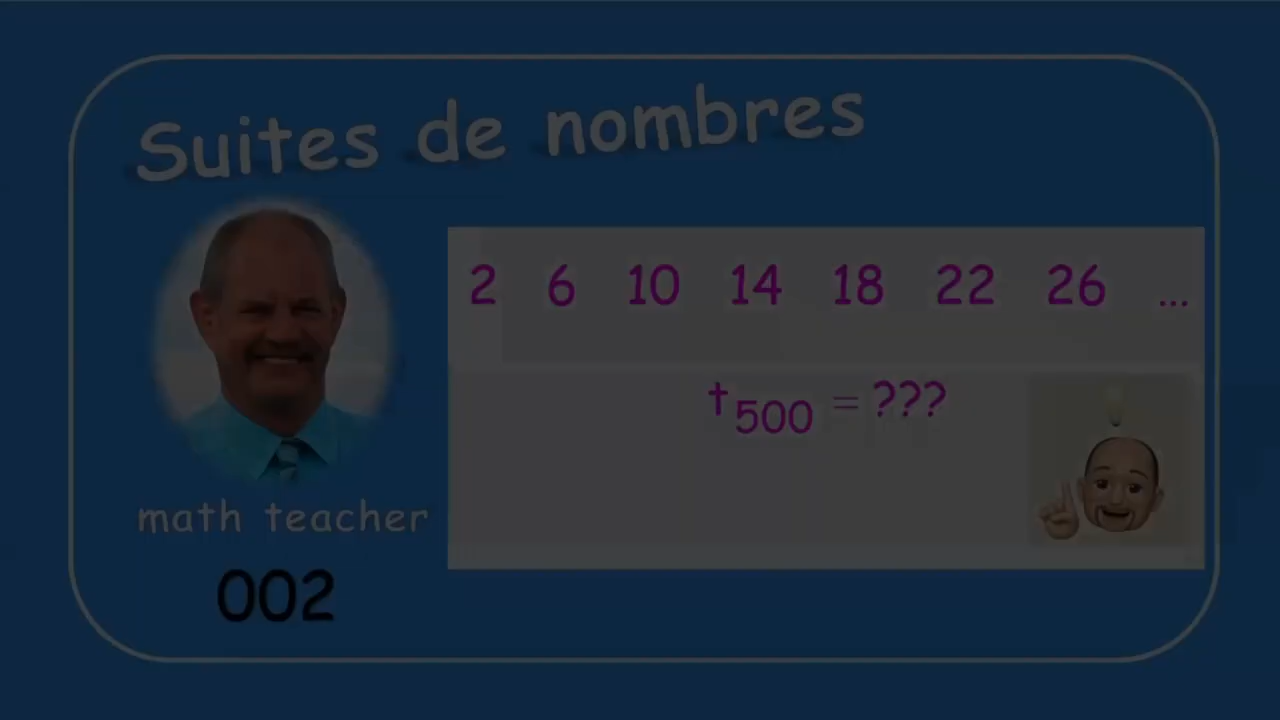 Suites de nombres
2 6 10 14 18 22 26 ...
t500 = ???
math teacher
002